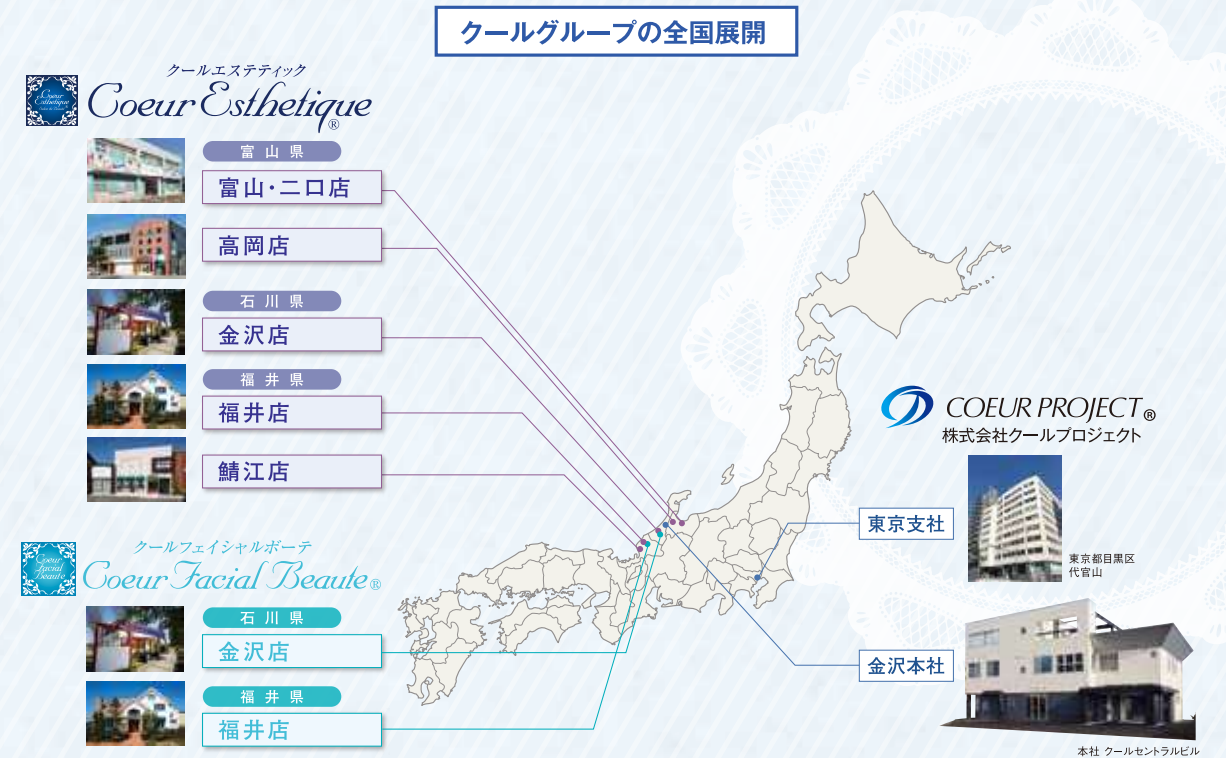 クールグループの全国展開
クールエステティック
Coeur Esthetique®
Coeur
Esthetique
富山県
富山・二口店
高岡店
石川県
金沢店
福井県
福井店
鯖江店
クールフェイシャルボーテ
Coeur Facial Beaute®
Coeur
Facial
Beaute
石川県
金沢店
福井県
福井店
COEUR PROJECT®
株式会社クールプロジェクト
東京支社
東京都目黒区
代官山
金沢本社
本社 クールセントラルビル